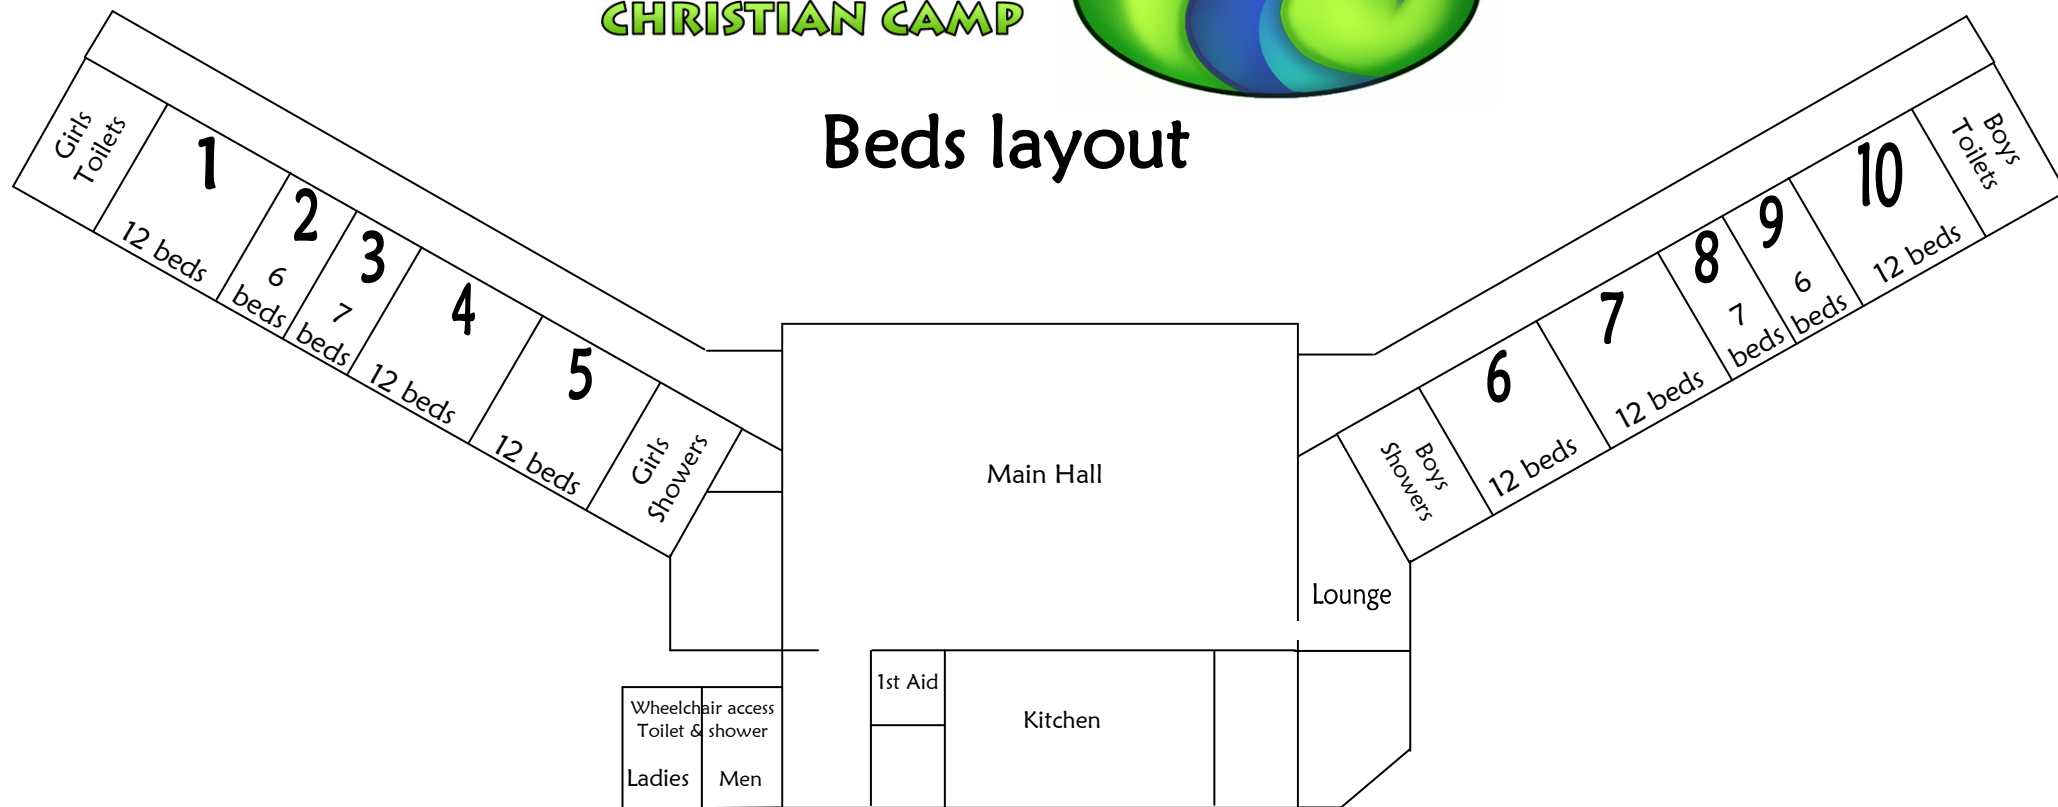 CHRISTIAN CAMP
Beds layout
Girls
Toilets
1
12 beds
2
6
beds
3
7
beds
4
12 beds
5
12 beds
Girls
Showers
Main Hall
Boys
Showers
6
12 beds
7
12 beds
8
7
beds
9
6
beds
10
12 beds
Boys
Toilets
Lounge
1st Aid
Kitchen
Wheelchair access
Toilet & shower
Ladies
Men